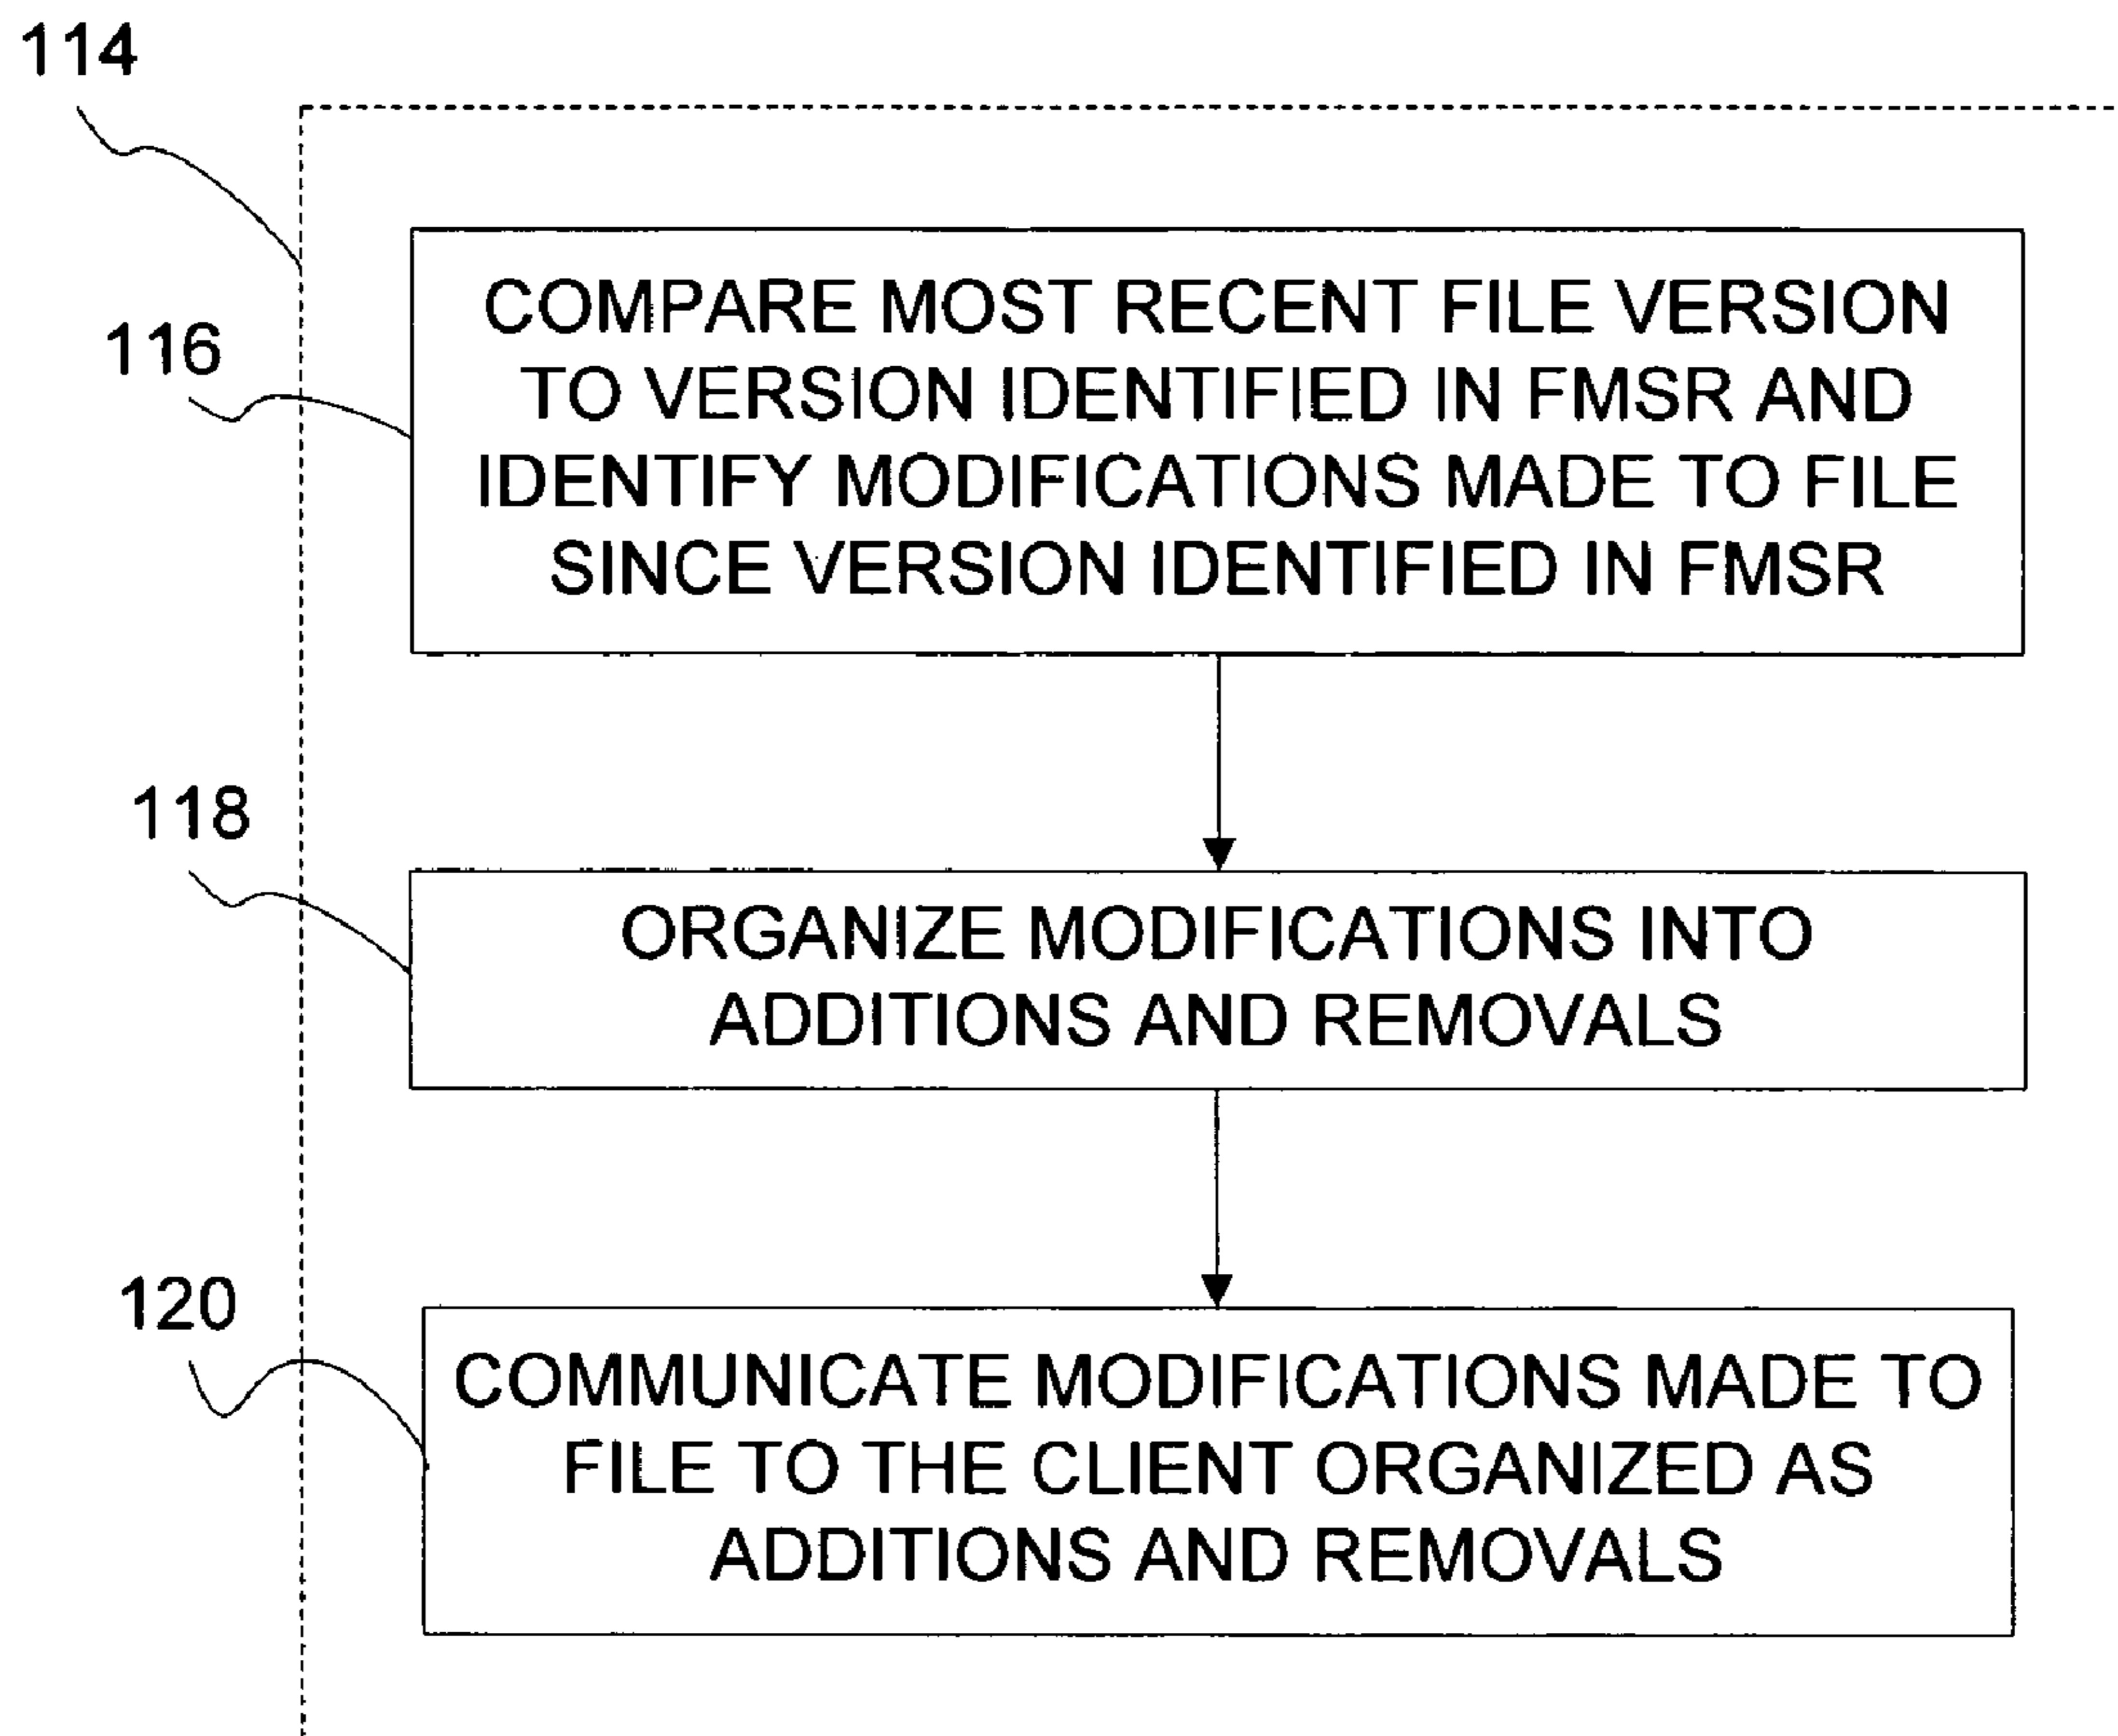 114
116
COMPARE MOST RECENT FILE VERSION
TO VERSION IDENTIFIED IN FMSR AND
IDENTIFY MODIFICATIONS MADE TO FILE
SINCE VERSION IDENTIFIED IN FMSR
118
ORGANIZE MODIFICATIONS INTO
ADDITIONS AND REMOVALS
120
COMMUNICATE MODIFICATIONS MADE TO
FILE TO THE CLIENT ORGANIZED AS
ADDITIONS AND REMOVALS